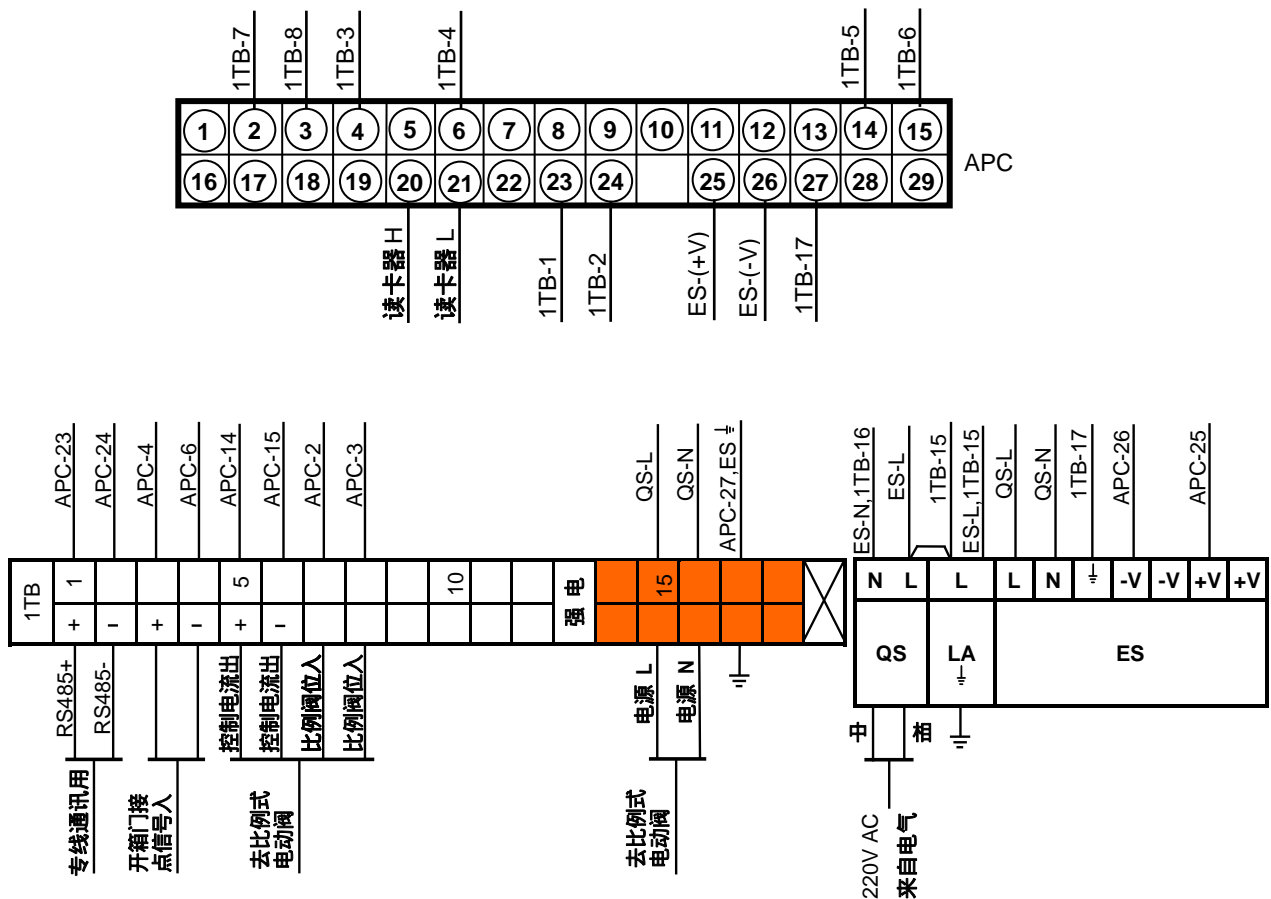 1TB-7
1TB-8
1TB-3
1TB-4
1TB-5
1TB-6
1 2 3 4 5 6 7 8 9 10 11 12 13 14 15
16 17 18 19 20 21 22 23 24 25 26 27 28 29
APC
读卡器 H
读卡器 L
1TB-1
1TB-2
ES-(+V)
ES-(-V)
1TB-17
APC-23
APC-24
APC-4
APC-6
APC-14
APC-15
APC-2
APC-3
QS-L
QS-N
APC-27,ES
ES-N,1TB-16
ES-L
1TB-15
ES-L,1TB-15
QS-L
QS-N
1TB-17
APC-26
APC-25
1TB 1 5 10 强电 15
+ − + − + −
N L L L N -V -V +V +V
QS LA ES
RS485+
RS485-
控制电流出
控制电流出
比例阀位入
比例阀位入
电源 L
电源 N
中
相
专线通讯用
开箱门接
点信号入
去比例式
电动阀
去比例式
电动阀
220V AC
来自电气